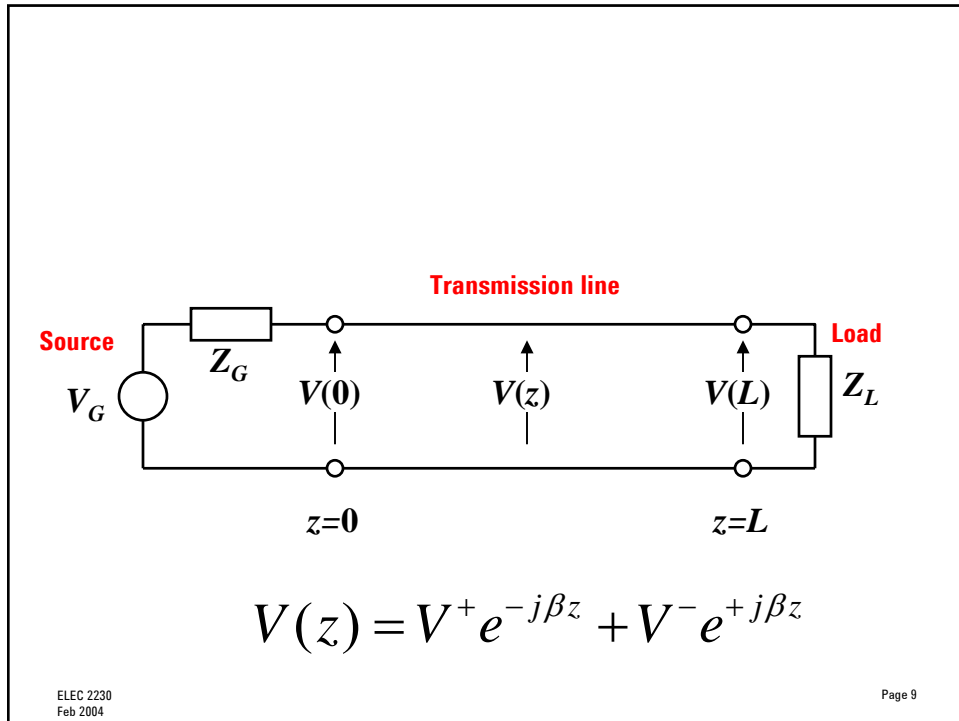 Transmission line
Source
Load
Z_G
V_G
V(0)
V(z)
V(L)
Z_L
z=0
z=L
V(z) = V^+ e^{-jβz} + V^- e^{+jβz}
ELEC 2230
Feb 2004
Page 9